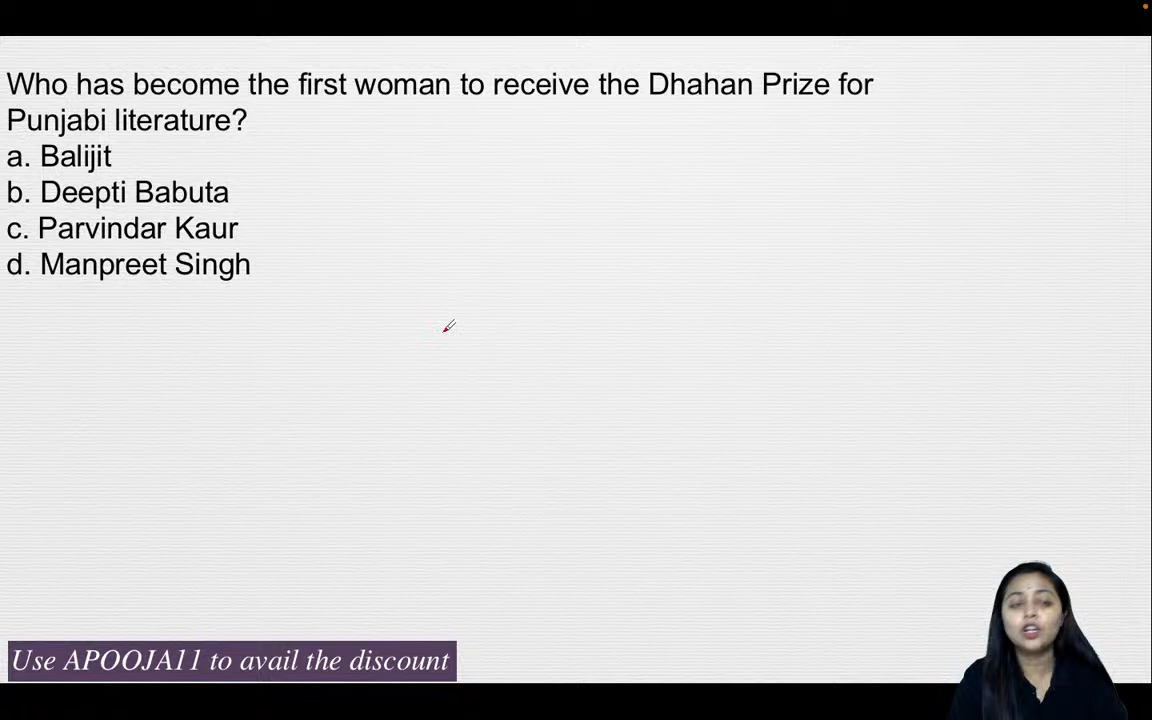 Who has become the first woman to receive the Dhahan Prize for
Punjabi literature?
a. Balijit
b. Deepti Babuta
c. Parvindar Kaur
d. Manpreet Singh
Use APOOJA11 to avail the discount